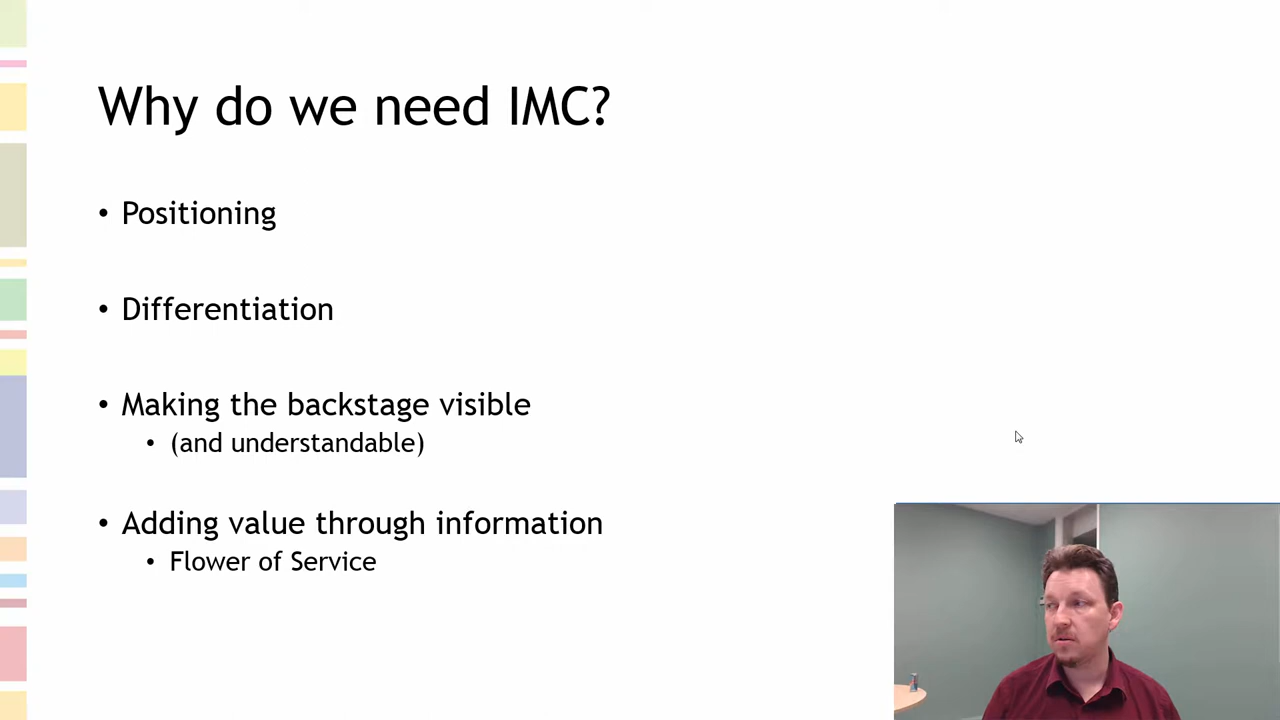 Why do we need IMC?
• Positioning
• Differentiation
• Making the backstage visible
• (and understandable)
• Adding value through information
• Flower of Service